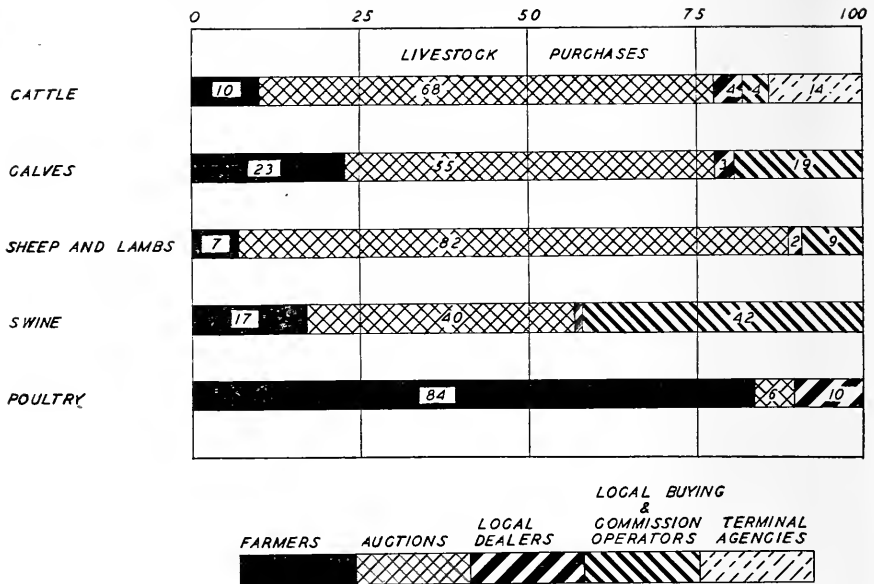 0 25 50 75 100
LIVESTOCK PURCHASES
CATTLE 10 68 4 4 14
CALVES 23 55 3 19
SHEEP AND LAMBS 7 82 2 9
SWINE 17 40 42
POULTRY 84 6 10
LOCAL BUYING
&
FARMERS AUCTIONS LOCAL DEALERS COMMISSION OPERATORS TERMINAL AGENCIES